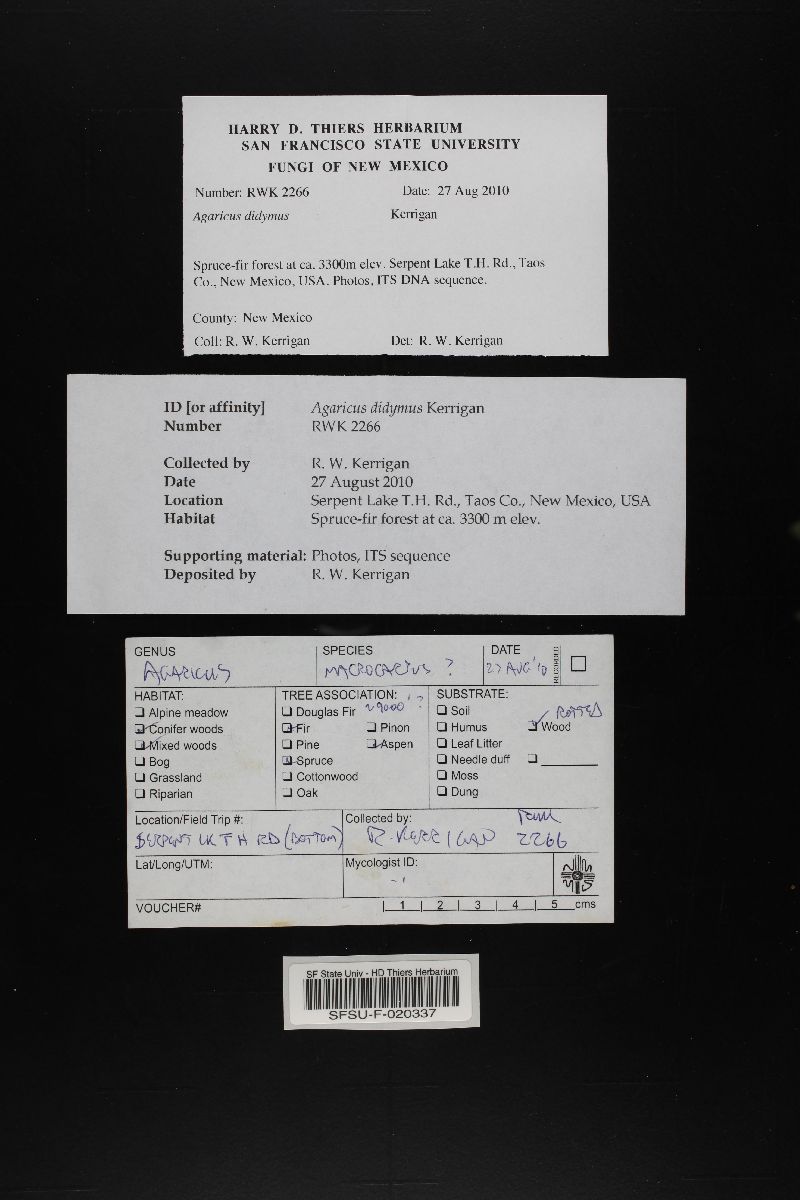 HARRY D. THIERS HERBARIUM
SAN FRANCISCO STATE UNIVERSITY
FUNGI OF NEW MEXICO
Number: RWK 2266 Date: 27 Aug 2010
Agaricus didymus Kerrigan
Spruce-fir forest at ca. 3300m elev. Serpent Lake T.H. Rd., Taos
Co., New Mexico, USA. Photos, ITS DNA sequence.
County: New Mexico
Coll: R. W. Kerrigan Det: R. W. Kerrigan
ID [or affinity] Agaricus didymus Kerrigan
Number RWK 2266
Collected by R. W. Kerrigan
Date 27 August 2010
Location Serpent Lake T.H. Rd., Taos Co., New Mexico, USA
Habitat Spruce-fir forest at ca. 3300 m elev.
Supporting material: Photos, ITS sequence
Deposited by R. W. Kerrigan
GENUS SPECIES DATE RECORDED
AGARICUS ? 27 AUG '10
HABITAT: TREE ASSOCIATION: SUBSTRATE:
Alpine meadow Douglas Fir ~9000'? Soil ROTTED
Conifer woods Fir Pinon Humus Wood
Mixed woods Pine Aspen Leaf Litter
Bog Spruce Needle duff
Grassland Cottonwood Moss
Riparian Oak Dung
Location/Field Trip #: Collected by: RWK
SERPENT LK T H RD (BOTTOM) R. KERRIGAN 2266
Lat/Long/UTM: Mycologist ID:
VOUCHER# 1 2 3 4 5 cms
SF State Univ - HD Thiers Herbarium
SFSU-F-020337